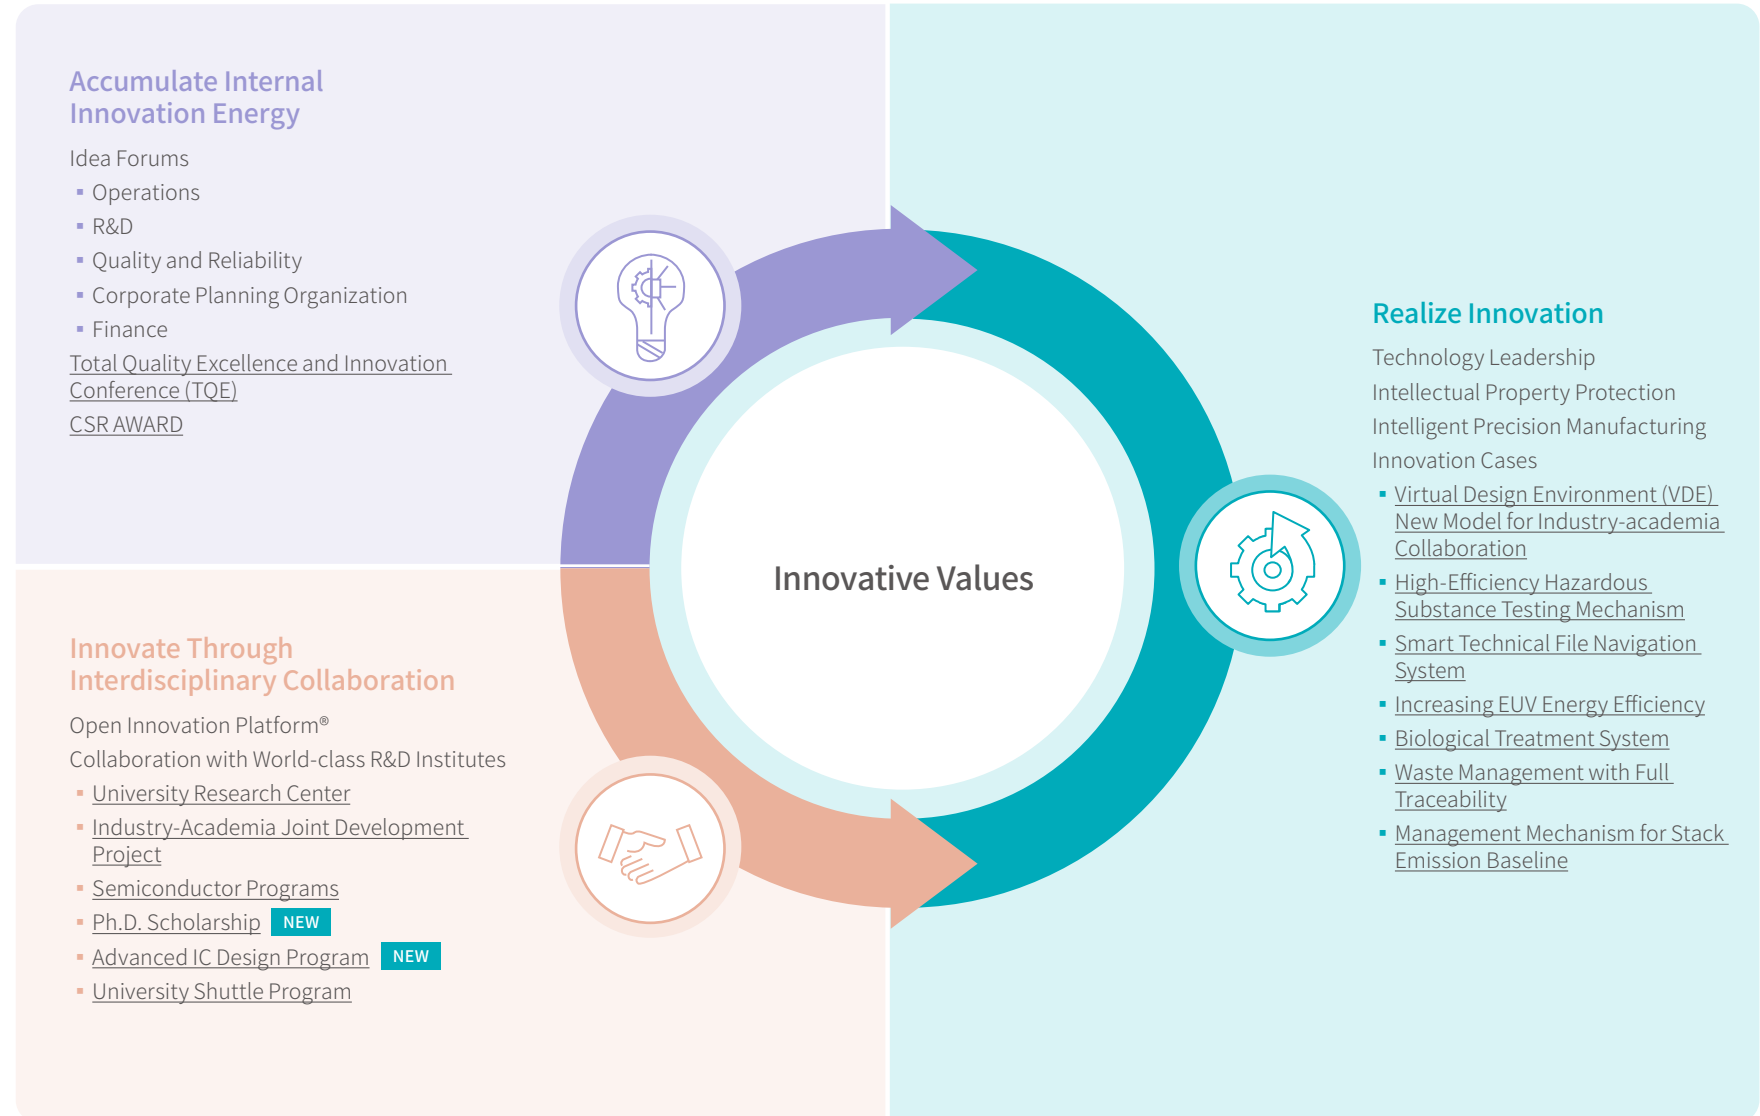 Accumulate Internal
Innovation Energy
Idea Forums
▪ Operations
▪ R&D
▪ Quality and Reliability
▪ Corporate Planning Organization
▪ Finance
Total Quality Excellence and Innovation
Conference (TQE)
CSR AWARD
Innovate Through
Interdisciplinary Collaboration
Open Innovation Platform®
Collaboration with World-class R&D Institutes
▪ University Research Center
▪ Industry-Academia Joint Development
Project
▪ Semiconductor Programs
▪ Ph.D. Scholarship NEW
▪ Advanced IC Design Program NEW
▪ University Shuttle Program
Innovative Values
Realize Innovation
Technology Leadership
Intellectual Property Protection
Intelligent Precision Manufacturing
Innovation Cases
▪ Virtual Design Environment (VDE)
New Model for Industry-academia
Collaboration
▪ High-Efficiency Hazardous
Substance Testing Mechanism
▪ Smart Technical File Navigation
System
▪ Increasing EUV Energy Efficiency
▪ Biological Treatment System
▪ Waste Management with Full
Traceability
▪ Management Mechanism for Stack
Emission Baseline